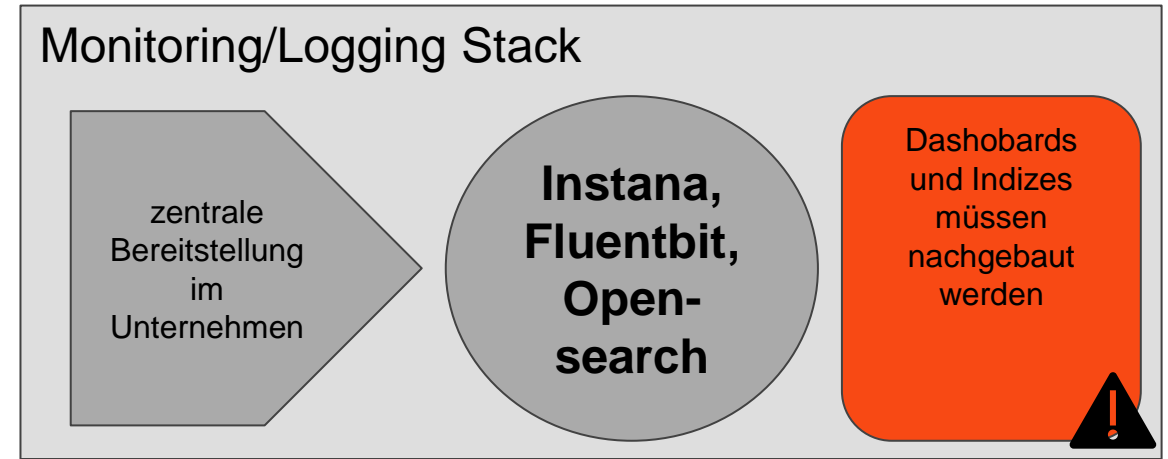 Monitoring/Logging Stack
zentrale
Bereitstellung
im
Unternehmen
Instana,
Fluentbit,
Open-
search
Dashobards
und Indizes
müssen
nachgebaut
werden